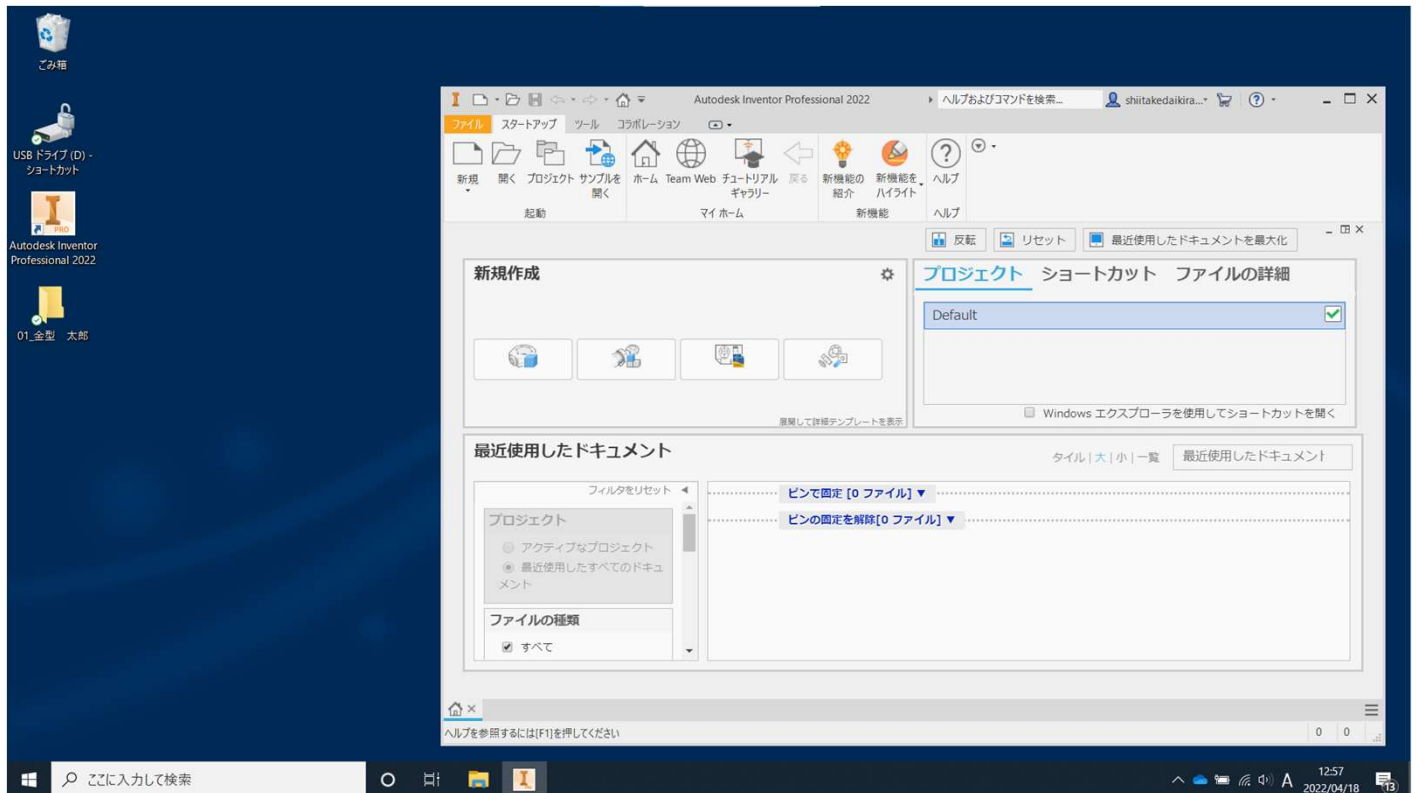 ごみ箱
USB ドライブ (D) -
ショートカット
PRO
Autodesk Inventor
Professional 2022
01_金型　太郎
Autodesk Inventor Professional 2022
ヘルプおよびコマンドを検索...
shiitakedaikira...
ファイル スタートアップ ツール コラボレーション
新規 開く プロジェクト サンプルを
開く
ホーム Team Web チュートリアル
ギャラリー
戻る
新機能の
紹介
新機能を
ハイライト
ヘルプ
起動 マイ ホーム 新機能 ヘルプ
反転 リセット 最近使用したドキュメントを最大化
新規作成
展開して詳細テンプレートを表示
プロジェクト ショートカット ファイルの詳細
Default
Windows エクスプローラを使用してショートカットを開く
最近使用したドキュメント
タイル | 大 | 小 | 一覧 最近使用したドキュメント
フィルタをリセット
プロジェクト
アクティブなプロジェクト
最近使用したすべてのドキュ
メント
ファイルの種類
すべて
ピンで固定 [0 ファイル] ▼
ピンの固定を解除[0 ファイル] ▼
ヘルプを参照するには[F1]を押してください
0 0
ここに入力して検索
A
12:57
2022/04/18
13